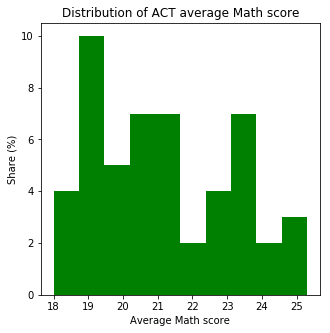 Distribution of ACT average Math score
10
8
6
4
2
0
Share (%)
18 19 20 21 22 23 24 25
Average Math score